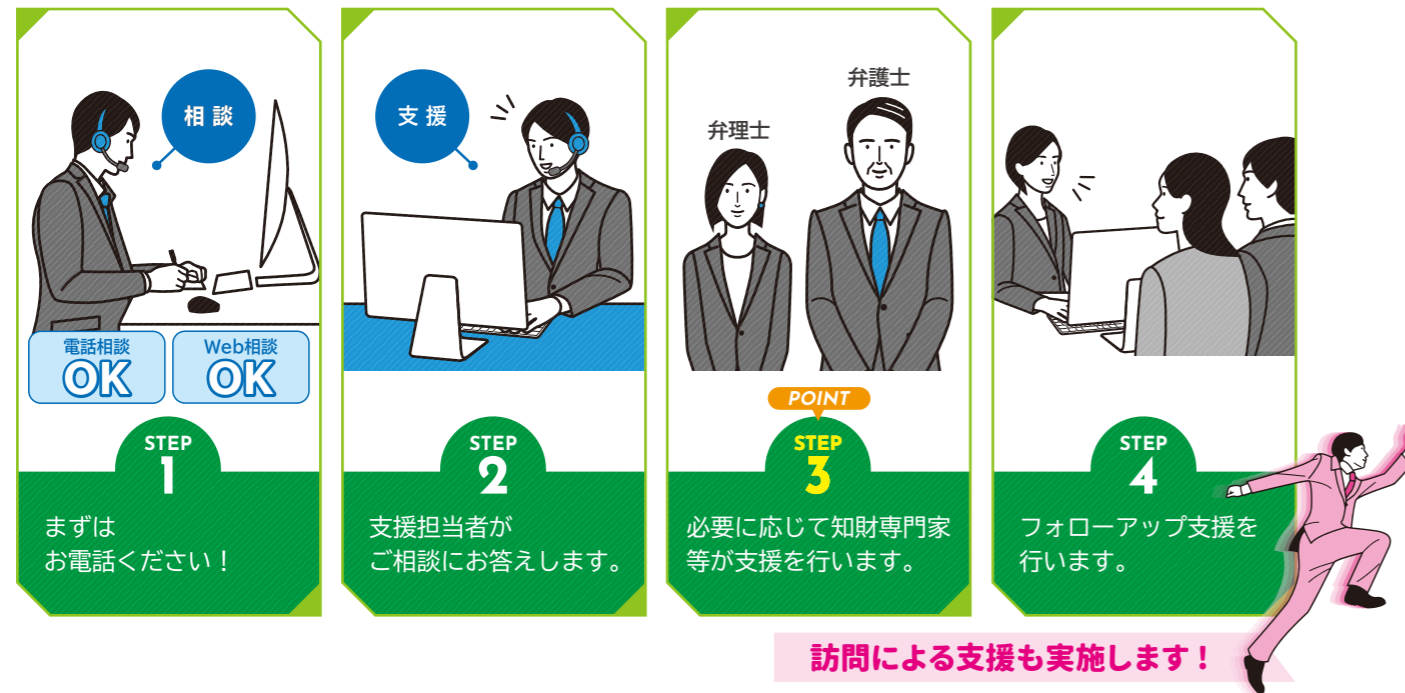 相談
電話相談
OK
Web相談
OK
STEP
1
まずは
お電話ください！
支援
STEP
2
支援担当者が
ご相談にお答えします。
弁理士
弁護士
POINT
STEP
3
必要に応じて知財専門家
等が支援を行います。
STEP
4
フォローアップ支援を
行います。
訪問による支援も実施します！